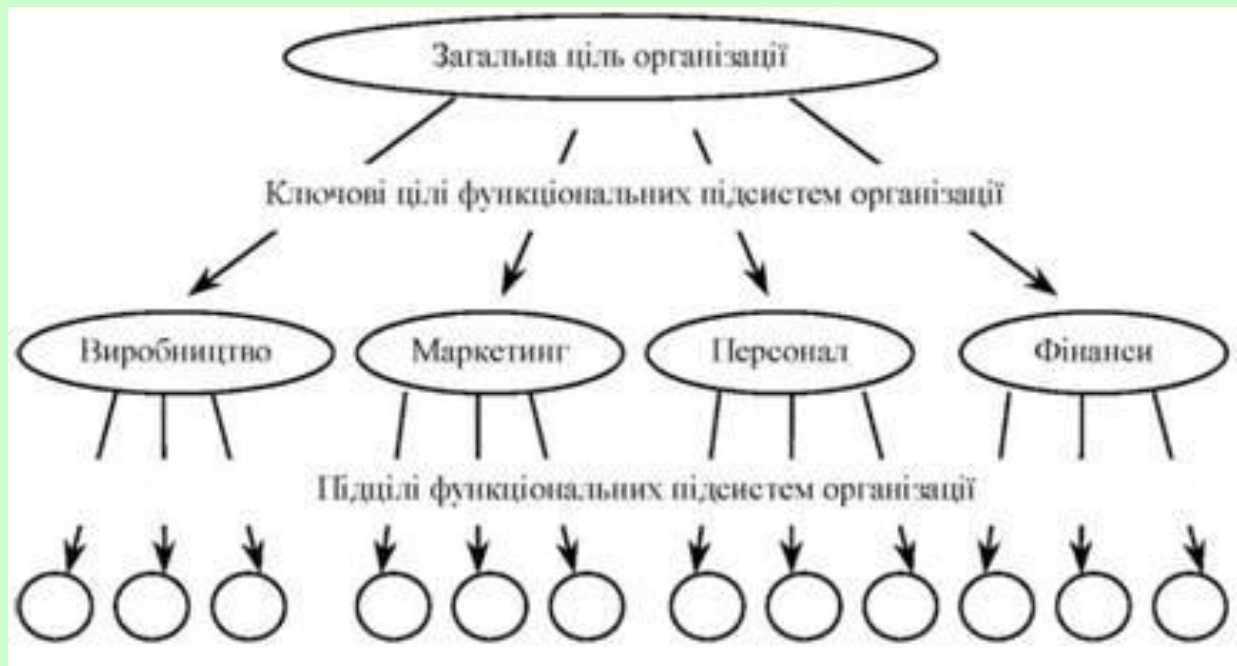 Загальна ціль організації
Ключові цілі функціональних підсистем організації
Виробництво
Маркетинг
Персонал
Фінанси
Підцілі функціональних підсистем організації